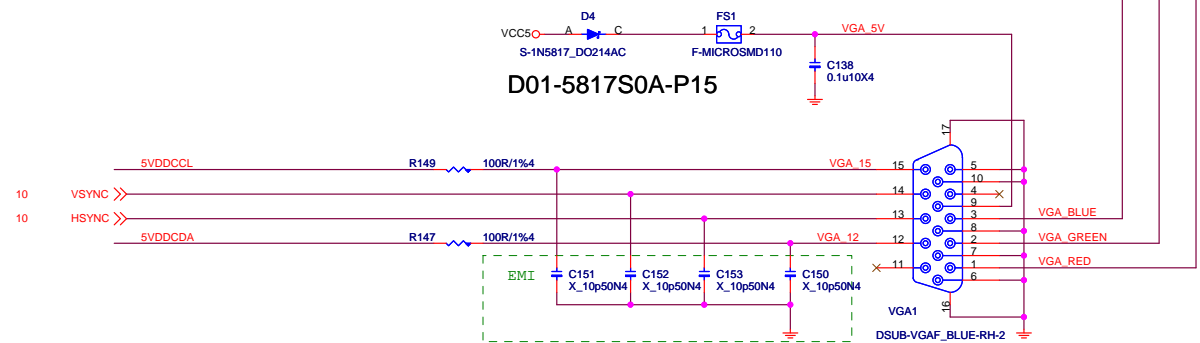 D4
FS1
VCC5
A
C
1
2
VGA_5V
S-1N5817_DO214AC
F-MICROSMD110
C138
0.1u10X4
D01-5817S0A-P15
17
5VDDCCL
R149
100R/1%4
VGA_15
15
5
10
10
VSYNC
14
4
9
10
HSYNC
13
3
VGA_BLUE
8
5VDDCDA
R147
100R/1%4
VGA_12
12
2
VGA_GREEN
7
11
1
VGA_RED
6
EMI
C151
X_10p50N4
C152
X_10p50N4
C153
X_10p50N4
C150
X_10p50N4
16
VGA1
DSUB-VGAF_BLUE-RH-2